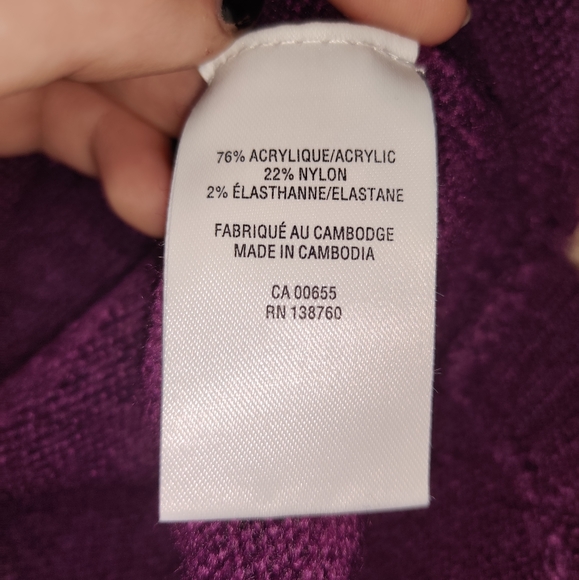 76% ACRYLIQUE/ACRYLIC
22% NYLON
2% ÉLASTHANNE/ELASTANE
FABRIQUÉ AU CAMBODGE
MADE IN CAMBODIA
CA 00655
RN 138760